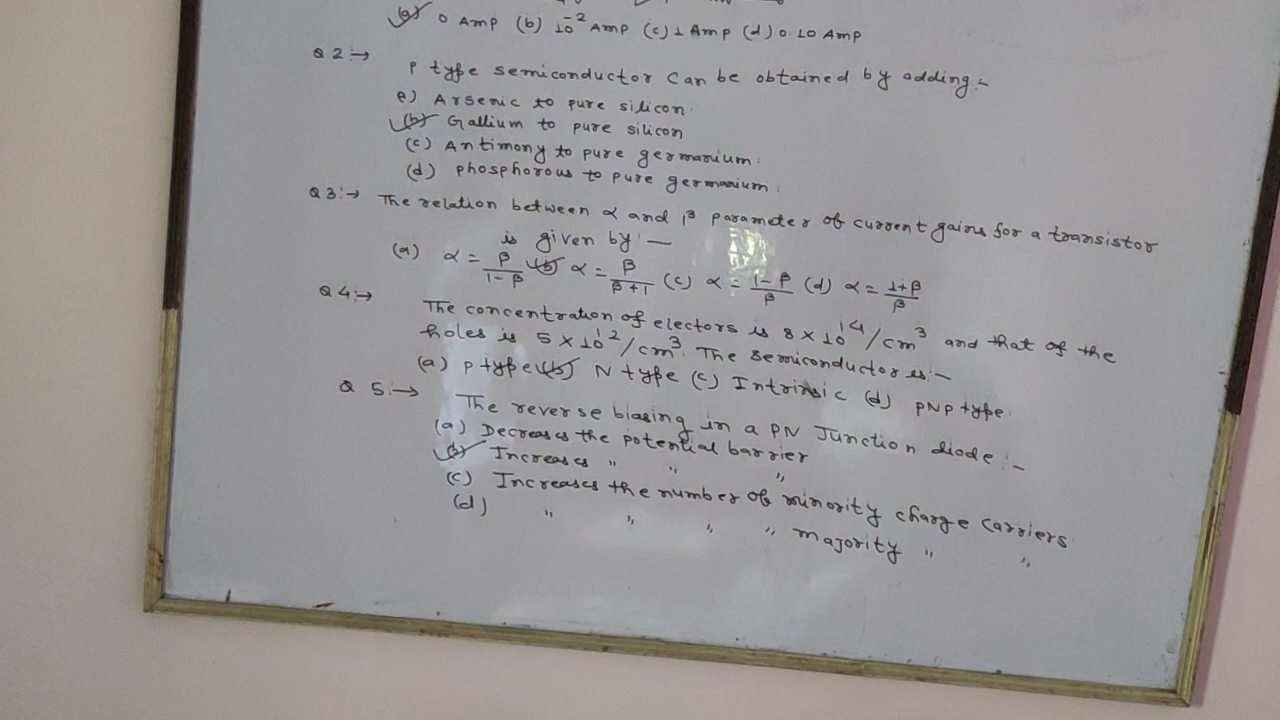 (a) 0 Amp (b) 10⁻² Amp (c) 1 Amp (d) 0.10 Amp
Q 2:→ P type semiconductor can be obtained by adding:-
a) Arsenic to pure silicon.
(b) Gallium to pure silicon
(c) Antimony to pure germanium.
(d) phosphorous to pure germanium.
Q 3:→ The relation between α and β parameter of current gains for a transistor
is given by:—
(a) α = β/1-β (b) α = β/β+1 (c) α = 1-β/β (d) α = 1+β/β
Q 4:→ The concentration of electors is 8 × 10¹⁴/cm³ and that of the
holes is 5 × 10¹²/cm³. The semiconductor is:—
(a) P type (b) N type (c) Intrinsic (d) PNP type.
Q 5:→ The reverse biasing in a PN Junction diode:-
(a) Decreases the potential barrier
(b) Increases " " "
(c) Increases the number of minority charge carriers
(d) " " " " majority " "